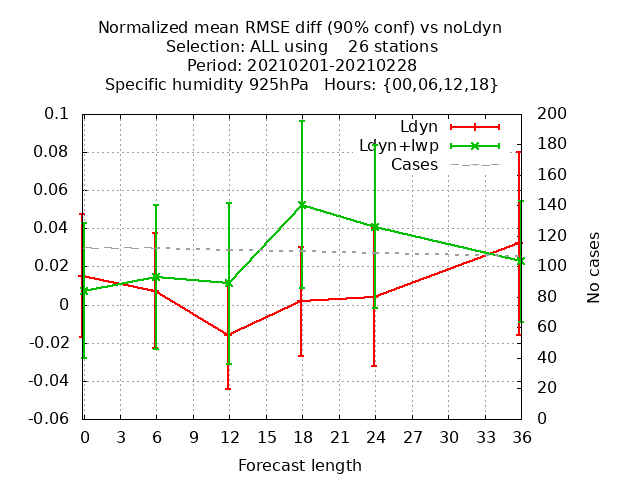 Normalized mean RMSE diff (90% conf) vs noLdyn
Selection: ALL using    26 stations
Period: 20210201-20210228
Specific humidity 925hPa   Hours: {00,06,12,18}
0.1
0.08
0.06
0.04
0.02
0
-0.02
-0.04
-0.06
Ldyn
Ldyn+lwp
Cases
200
180
160
140
120
100
80
60
40
20
0
No cases
0 3 6 9 12 15 18 21 24 27 30 33 36
Forecast length